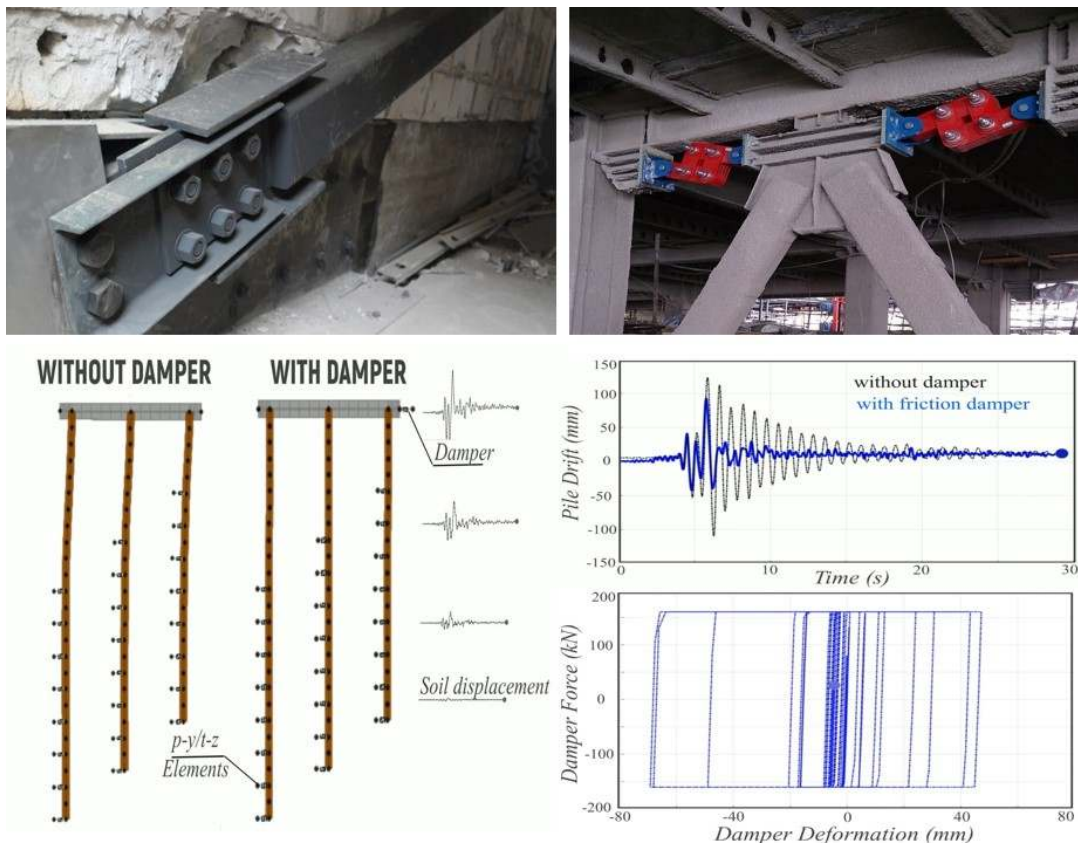 WITHOUT DAMPER
WITH DAMPER
Damper
Soil displacement
p-y/t-z
Elements
150
100
50
0
-50
-100
-150
Pile Drift (mm)
without damper
with friction damper
0
10
20
30
Time (s)
200
100
0
-100
-200
Damper Force (kN)
-80
-40
0
40
80
Damper Deformation (mm)